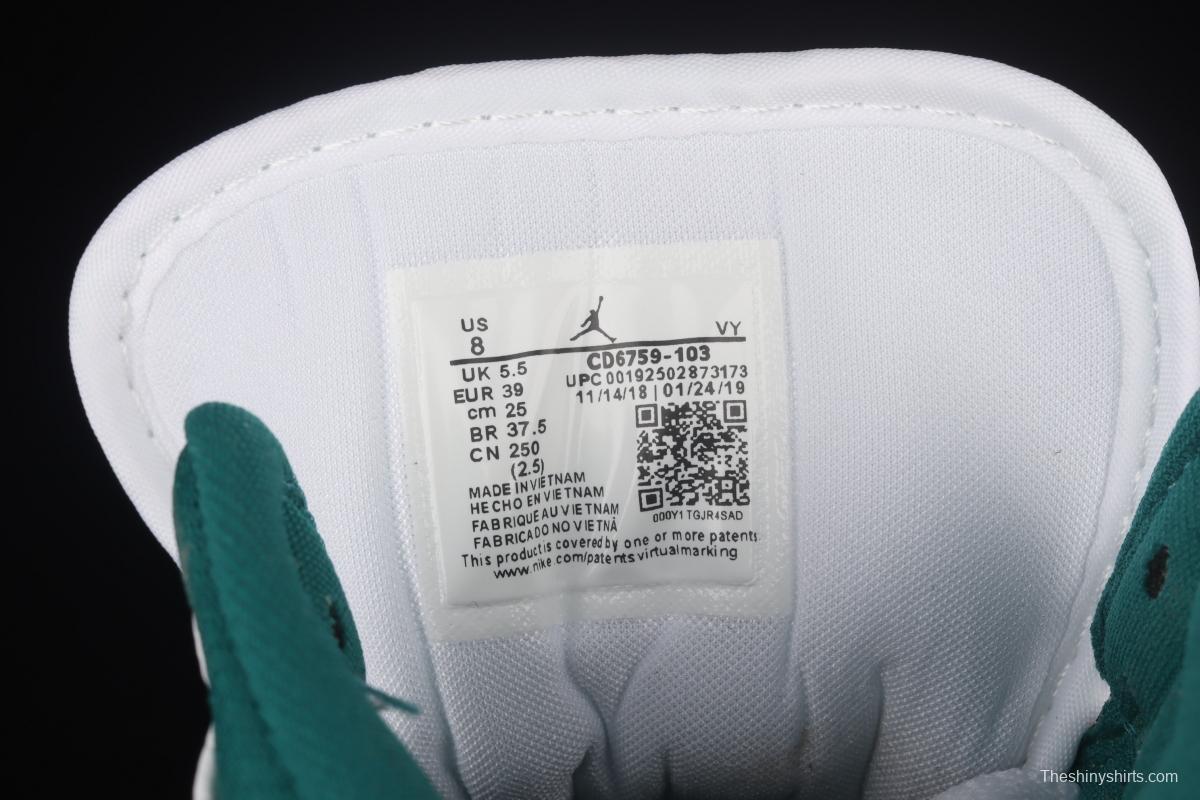 US
8
VY
CD6759-103
UPC 00192502873173
11/14/18 | 01/24/19
UK 5.5
EUR 39
cm 25
BR 37.5
CN 250
(2.5)
MADE IN VIETNAM
HECHO EN VIETNAM
FABRIQUE AU VIETNAM
FABRICADO NO VIETNÃ
000Y1TGJR4SAD
This product is covered by one or more patents.
www.nike.com/patents virtualmarking
Theshinyshirts.com